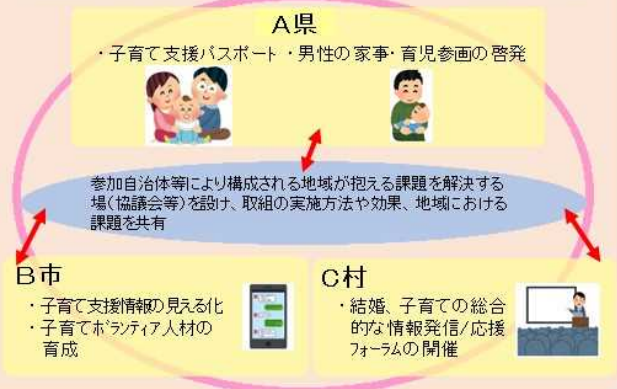 A県
・子育て支援パスポート ・男性の家事・育児参画の啓発
参加自治体等により構成される地域が抱える課題を解決する
場(協議会等)を設け、取組の実施方法や効果、地域における
課題を共有
B市
・子育て支援情報の見える化
・子育てボランティア人材の
育成
C村
・結婚、子育ての総合
的な情報発信/応援
フォーラムの開催